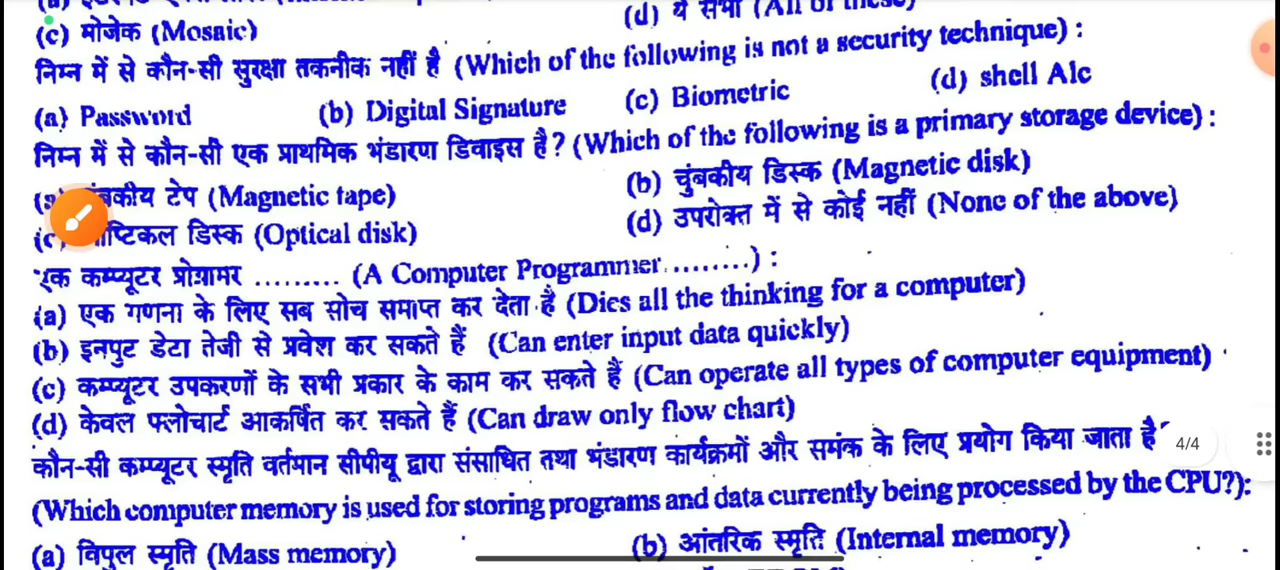 (c) मोजेक (Mosaic)
(d) ये सभी (All of these)
निम्न में से कौन-सी सुरक्षा तकनीक नहीं है (Which of the following is not a security technique) :
(a) Password (b) Digital Signature (c) Biometric (d) shell Alc
निम्न में से कौन-सी एक प्राथमिक भंडारण डिवाइस है? (Which of the following is a primary storage device) :
टेप (Magnetic tape) (b) चुंबकीय डिस्क (Magnetic disk)
डिस्क (Optical disk) (d) उपरोक्त में से कोई नहीं (None of the above)
एक कम्प्यूटर प्रोग्रामर ......... (A Computer Programmer ........) :
(a) एक गणना के लिए सब सोच समाप्त कर देता है (Dies all the thinking for a computer)
(b) इनपुट डेटा तेजी से प्रवेश कर सकते हैं (Can enter input data quickly)
(c) कम्प्यूटर उपकरणों के सभी प्रकार के काम कर सकते हैं (Can operate all types of computer equipment)
(d) केवल फ्लोचार्ट आकर्षित कर सकते हैं (Can draw only flow chart)
कौन-सी कम्प्यूटर स्मृति वर्तमान सीपीयू द्वारा संसाधित तथा भंडारण कार्यक्रमों और समंक के लिए प्रयोग किया जाता है
4/4
(Which computer memory is used for storing programs and data currently being processed by the CPU?):
(a) विपुल स्मृति (Mass memory) (b) आंतरिक स्मृति (Internal memory)